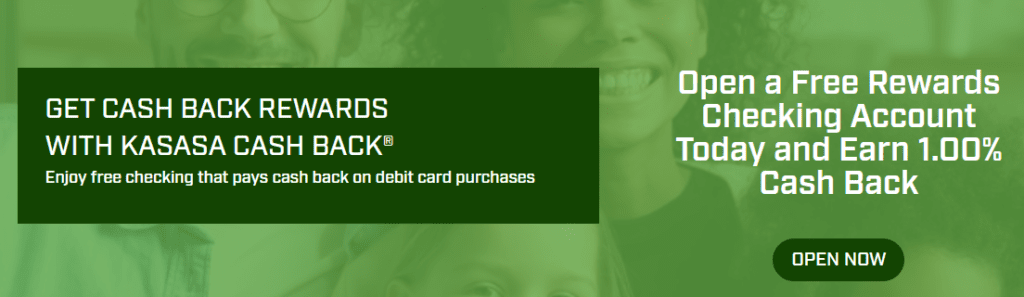 GET CASH BACK REWARDS
WITH KASASA CASH BACK®
Enjoy free checking that pays cash back on debit card purchases
Open a Free Rewards
Checking Account
Today and Earn 1.00%
Cash Back
OPEN NOW